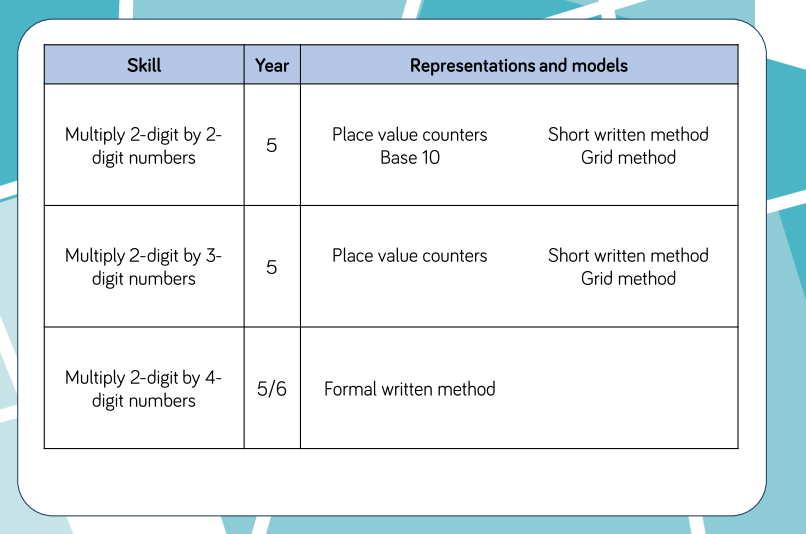 Skill Year Representations and models
Multiply 2-digit by 2-
digit numbers
5
Place value counters
Base 10
Short written method
Grid method
Multiply 2-digit by 3-
digit numbers
5
Place value counters
Short written method
Grid method
Multiply 2-digit by 4-
digit numbers
5/6
Formal written method